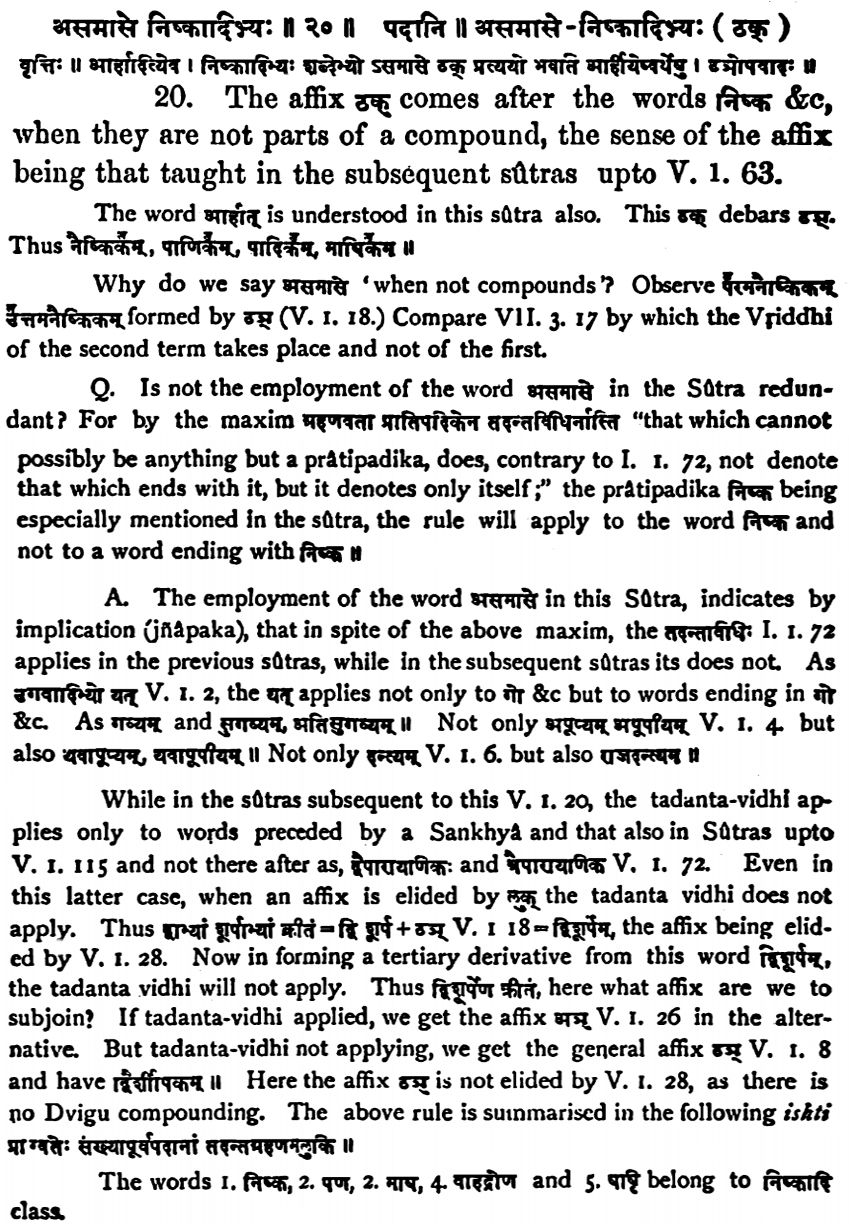 असमासे निष्कादिभ्यः ॥ २० ॥ पदानि ॥ असमासे-निष्कादिभ्यः ( ठक् )
वृत्तिः ॥ आर्हादित्येव । निष्कादिभ्यः शब्देभ्यो ऽसमासे ठक् प्रत्ययो भवति आर्हीयेष्वर्थेषु । ठञोपवादः ॥
20. The affix ठक् comes after the words निष्क &c,
when they are not parts of a compound, the sense of the affix
being that taught in the subsequent sûtras upto V. 1. 63.
The word आर्हात् is understood in this sûtra also. This ठक् debars ठञ्.
Thus नैष्किकम्, पाणिकम्, पादिकम्, माषिकम् ॥
Why do we say असमासे 'when not compounds'? Observe परमनैष्किकम्
उत्तमनैष्किकम् formed by ठञ् (V. 1. 18.) Compare VII. 3. 17 by which the Vṛiddhi
of the second term takes place and not of the first.
Q. Is not the employment of the word असमासे in the Sûtra redun-
dant? For by the maxim ग्रहणवता प्रातिपदिकेन तदन्तविधिर्नास्ति "that which cannot
possibly be anything but a prâtipadika, does, contrary to I. 1. 72, not denote
that which ends with it, but it denotes only itself;" the prâtipadika निष्क being
especially mentioned in the sûtra, the rule will apply to the word निष्क and
not to a word ending with निष्क ॥
A. The employment of the word असमासे in this Sûtra, indicates by
implication (jñâpaka), that in spite of the above maxim, the तदन्तविधिः I. 1. 72
applies in the previous sûtras, while in the subsequent sûtras its does not. As
उगवादिभ्यो यत् V. 1. 2, the यत् applies not only to गो &c but to words ending in गो
&c. As गव्यम् and सुगव्यम्, अतिसुगव्यम् ॥ Not only अपूप्यम् अपूपीयम् V. 1. 4. but
also यवापूप्यम्, यवापूपीयम् ॥ Not only दन्त्यम् V. 1. 6. but also राजदन्त्यम् ॥
While in the sûtras subsequent to this V. 1. 20, the tadanta-vidhi ap-
plies only to words preceded by a Sankhyâ and that also in Sûtras upto
V. 1. 115 and not there after as, द्वैपारायणिकः and त्रैपारायणिक V. 1. 72. Even in
this latter case, when an affix is elided by लुक् the tadanta vidhi does not
apply. Thus द्वाभ्यां शूर्पाभ्यां क्रीतं = द्वि शूर्प + ठञ् V. 1 18 = द्विशूर्पम्, the affix being elid-
ed by V. 1. 28. Now in forming a tertiary derivative from this word द्विशूर्पम्,
the tadanta vidhi will not apply. Thus द्विशूर्पेण क्रीतं, here what affix are we to
subjoin? If tadanta-vidhi applied, we get the affix अञ् V. 1. 26 in the alter-
native. But tadanta-vidhi not applying, we get the general affix ठञ् V. 1. 8
and have द्विशौर्पिकम् ॥ Here the affix ठञ् is not elided by V. 1. 28, as there is
no Dvigu compounding. The above rule is summarised in the following ishti
प्राग्वतेः संख्यापूर्वपदानां तदन्तग्रहणमलुकि ॥
The words 1. निष्क, 2. पण, 2. माष, 4. वाहद्रोण and 5. षष्टि belong to निष्कादि
class.